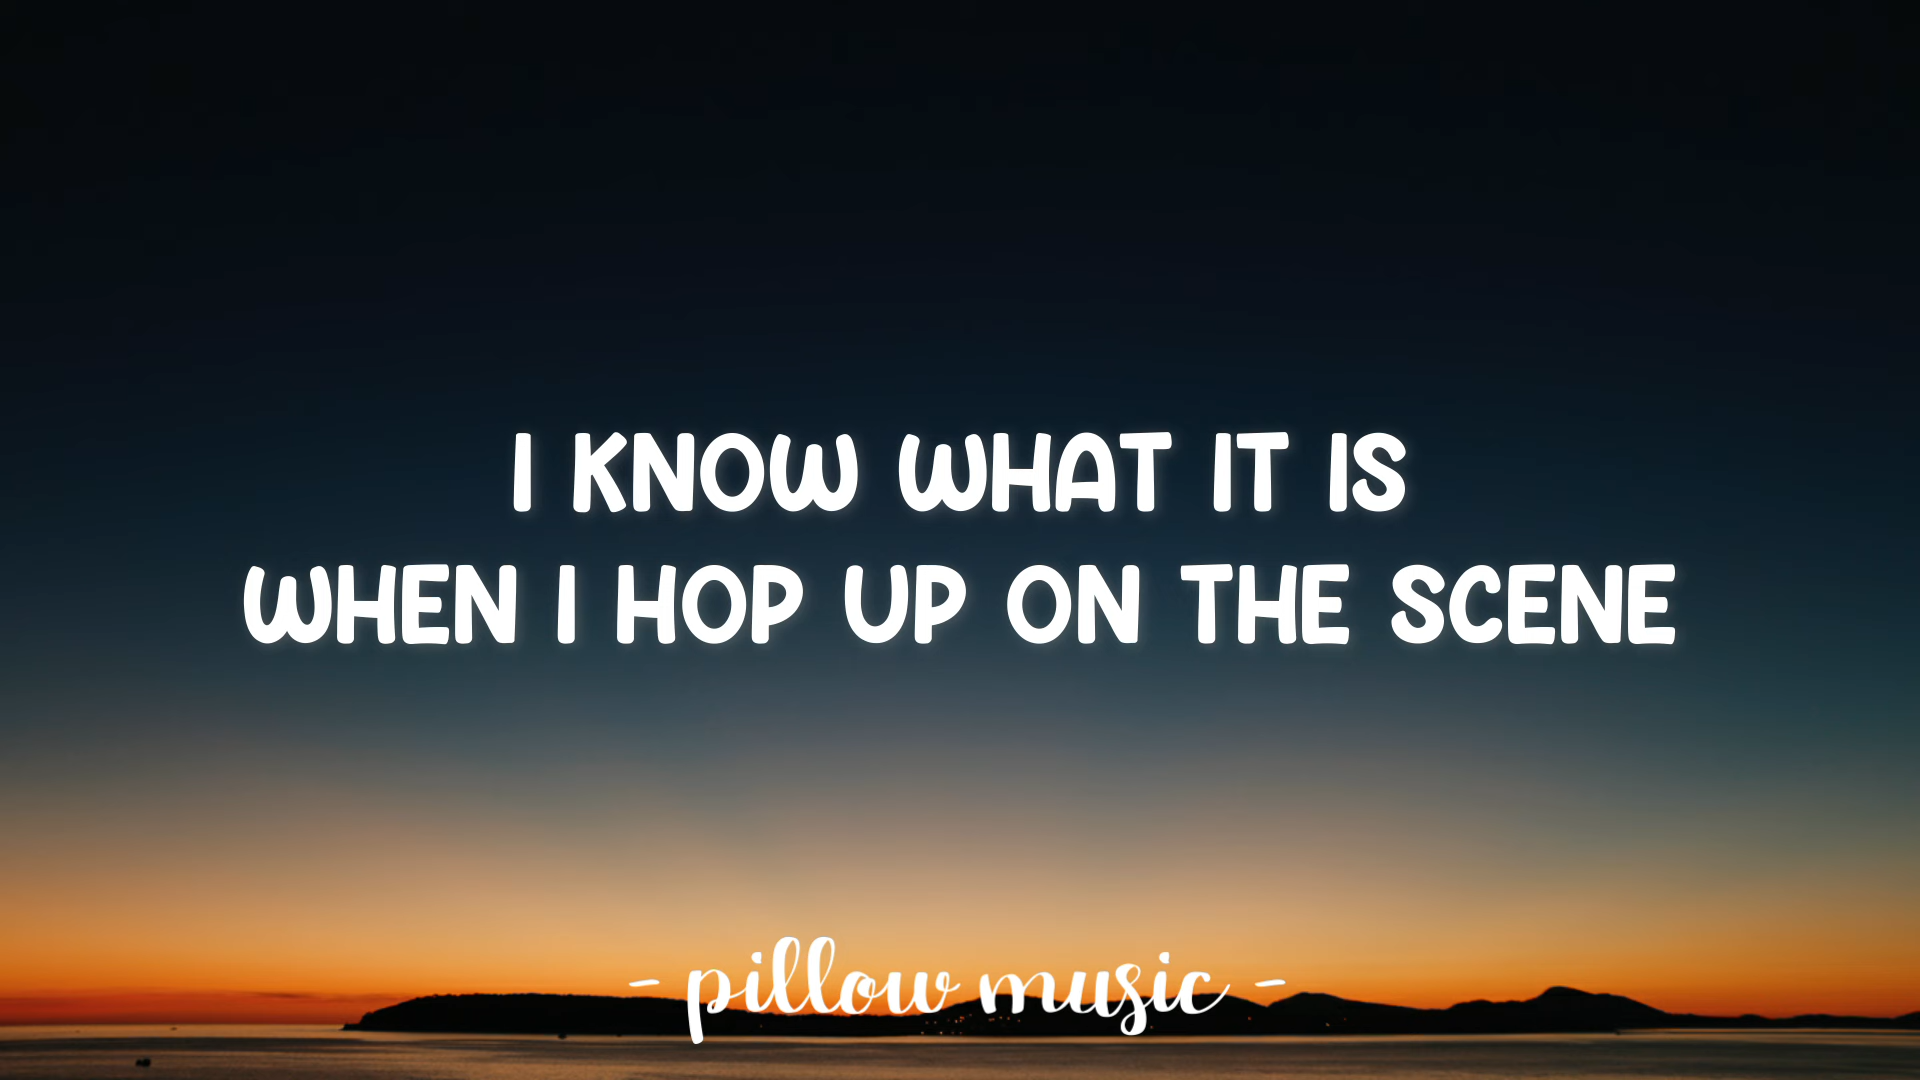 I KNOW WHAT IT IS
WHEN I HOP UP ON THE SCENE
- pillow music -